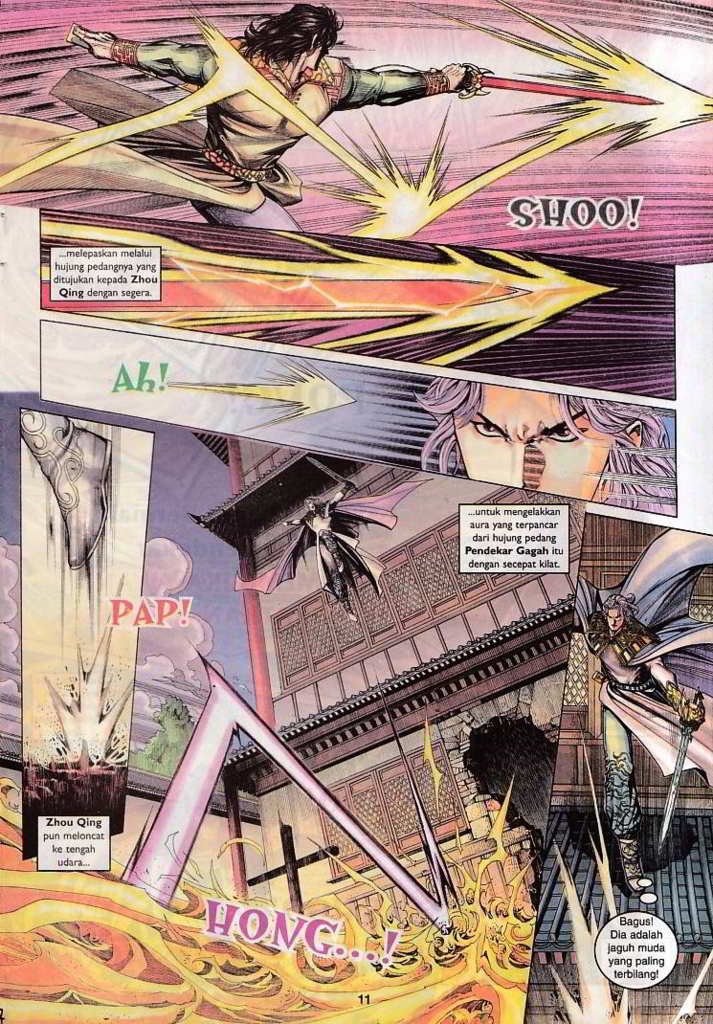 SHOO!
...melepaskan melalui
hujung pedangnya yang
ditujukan kepada Zhou
Qing dengan segera.
Ah!
PAP!
Zhou Qing
pun meloncat
ke tengah
udara...
...untuk mengelakkan
aura yang terpancar
dari hujung pedang
Pendekar Gagah itu
dengan secepat kilat.
HONG...!
Bagus!
Dia adalah
jaguh muda
yang paling
terbilang!
11